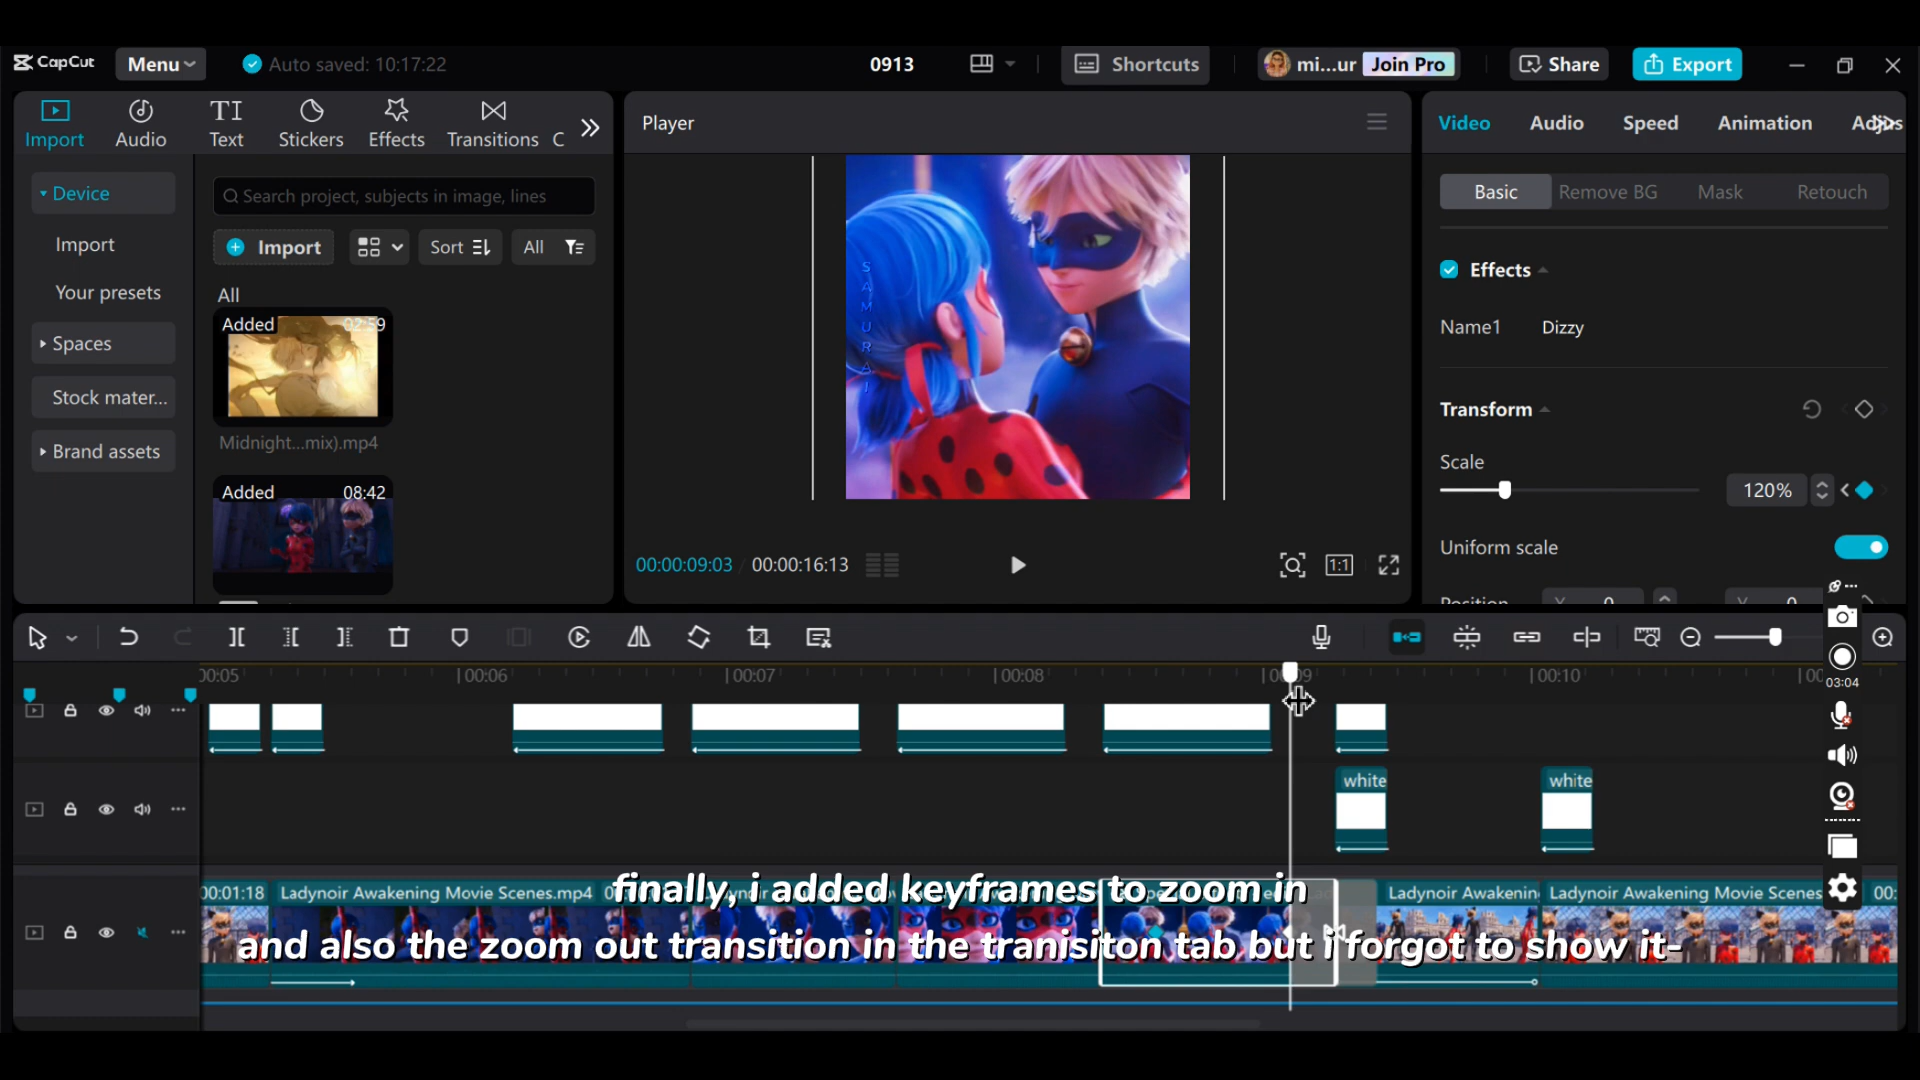 CapCut
Menu
Auto saved: 10:17:22
0913
Shortcuts
mi...ur
Join Pro
Share
Export
Import
Audio
Text
Stickers
Effects
Transitions
C
Device
Import
Your presets
Spaces
Stock mater...
Brand assets
Search project, subjects in image, lines
Import
Sort
All
All
Added
02:59
Midnight...mix).mp4
Added
08:42
Player
SAMURAI
00:00:09:03
00:00:16:13
1:1
Video
Audio
Speed
Animation
Basic
Remove BG
Mask
Retouch
Effects
Name1
Dizzy
Transform
Scale
120%
Uniform scale
Position
X
0
Y
0
03:04
00:05
00:06
00:07
00:08
00:09
00:10
white
white
00:01:18
Ladynoir Awakening Movie Scenes.mp4
Ladynoir Awakenin
Ladynoir Awakening Movie Scenes
00:
finally, i added keyframes to zoom in
and also the zoom out transition in the tranisiton tab but i forgot to show it-